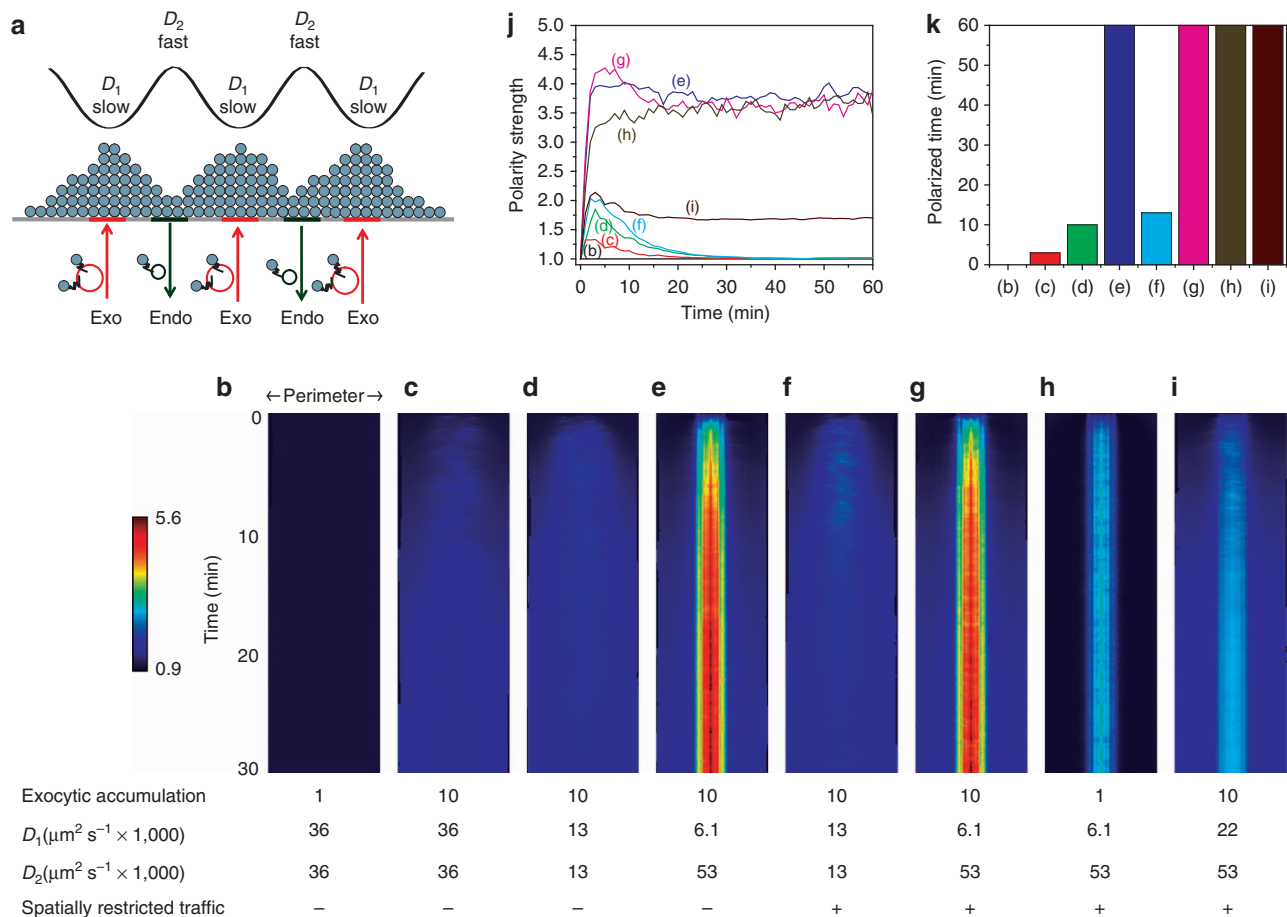 a
D2 fast D2 fast
D1 slow D1 slow D1 slow
Exo Endo Exo Endo Exo
j
Polarity strength
5.0
4.5
4.0
3.5
3.0
2.5
2.0
1.5
1.0
(g)
(e)
(h)
(i)
(f)
(d)
(c)
(b)
0 10 20 30 40 50 60
Time (min)
k
Polarized time (min)
60
50
40
30
20
10
0
(b) (c) (d) (e) (f) (g) (h) (i)
b c d e f g h i
←Perimeter→
5.6
0.9
Time (min)
0
10
20
30
Exocytic accumulation 1 10 10 10 10 10 1 10
D1(μm² s⁻¹ × 1,000) 36 36 13 6.1 13 6.1 6.1 22
D2(μm² s⁻¹ × 1,000) 36 36 13 53 13 53 53 53
Spatially restricted traffic – – – – + + + +